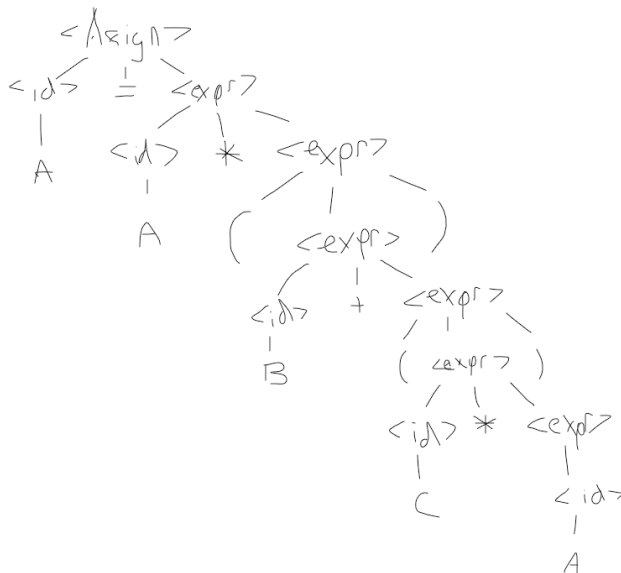 <Assign>
<id> = <expr>
A <id> * <expr>
A ( <expr> )
<id> + <expr>
B ( <expr> )
<id> * <expr>
C <id>
A